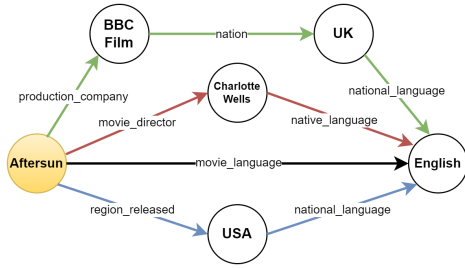 BBC
Film
nation
UK
production_company
national_language
Charlotte
Wells
movie_director
native_language
Aftersun
movie_language
English
region_released
national_language
USA